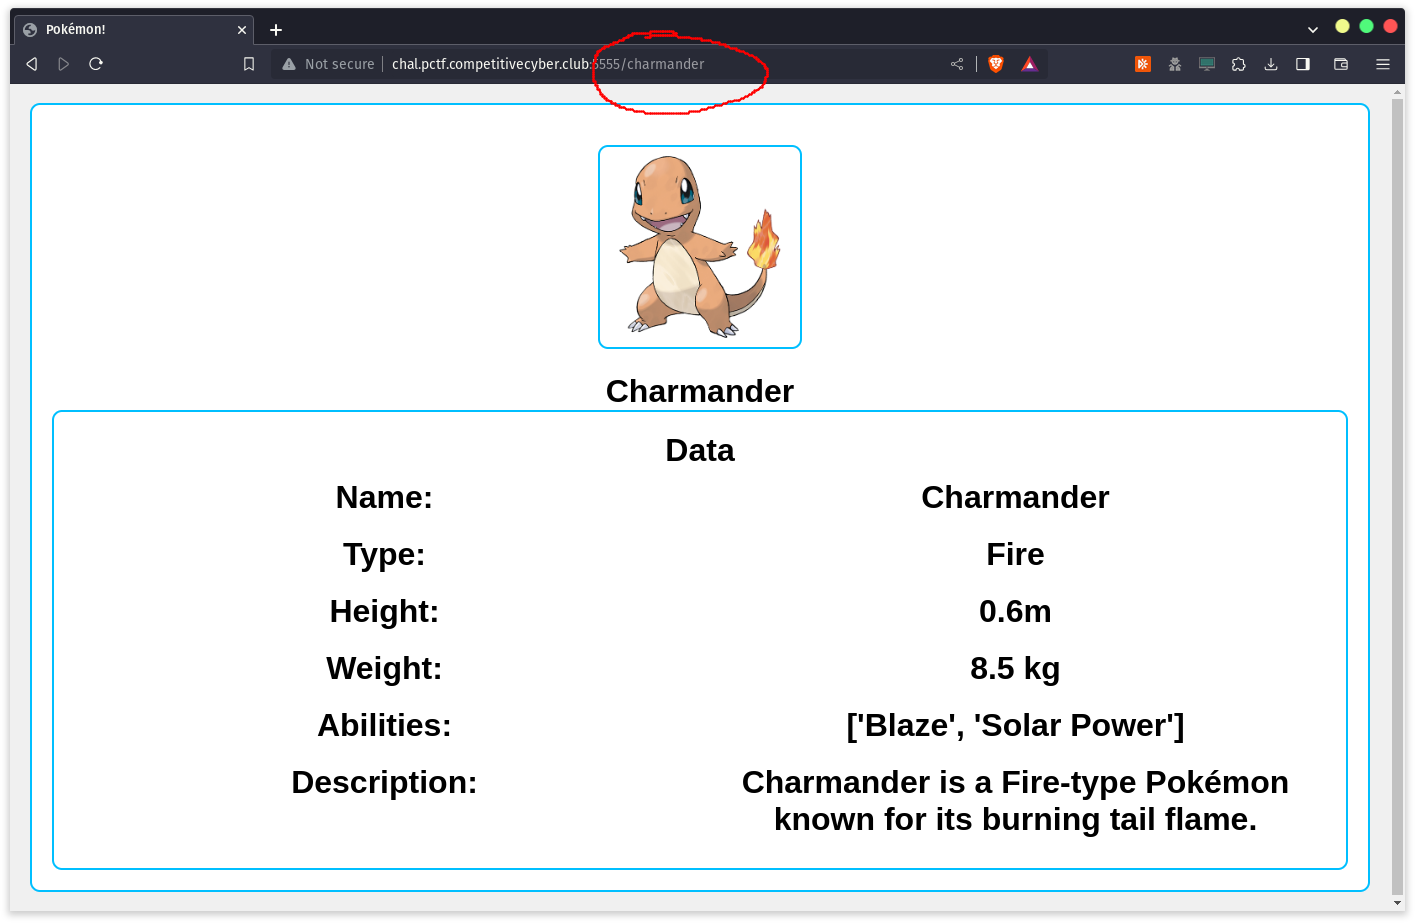 Pokémon!
Not secure chal.pctf.competitivecyber.club:5555/charmander
Charmander
Data
Name: Charmander
Type: Fire
Height: 0.6m
Weight: 8.5 kg
Abilities: ['Blaze', 'Solar Power']
Description: Charmander is a Fire-type Pokémon
known for its burning tail flame.